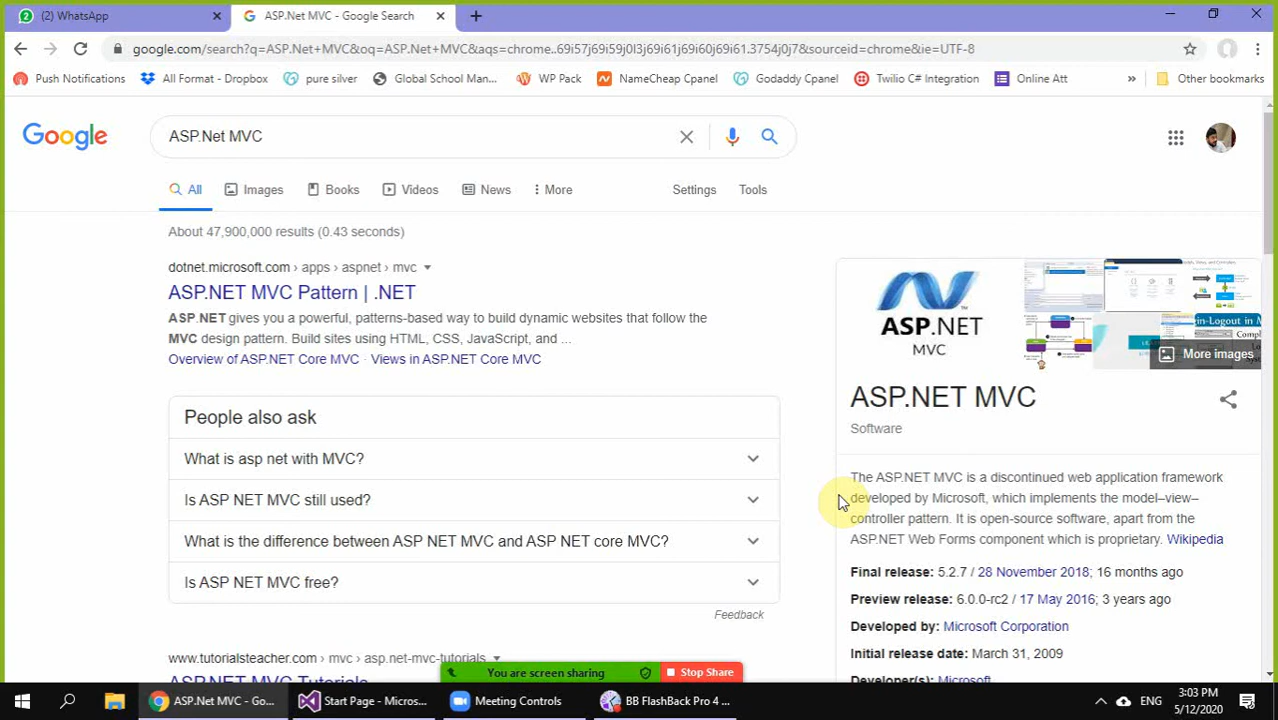 (2) WhatsApp
ASP.Net MVC - Google Search
google.com/search?q=ASP.Net+MVC&oq=ASP.Net+MVC&aqs=chrome..69i57j69i59j0l3j69i61j69i60j69i61.3754j0j7&sourceid=chrome&ie=UTF-8
Push Notifications
All Format - Dropbox
pure silver
Global School Man...
WP Pack
NameCheap Cpanel
Godaddy Cpanel
Twilio C# Integration
Online Att
»
Other bookmarks
Google
ASP.Net MVC
All
Images
Books
Videos
News
More
Settings
Tools
About 47,900,000 results (0.43 seconds)
dotnet.microsoft.com › apps › aspnet › mvc
ASP.NET MVC Pattern | .NET
ASP.NET gives you a powerful, patterns-based way to build dynamic websites that follow the
MVC design pattern. Build sites using HTML, CSS, JavaScript, and ...
Overview of ASP.NET Core MVC · Views in ASP.NET Core MVC
People also ask
What is asp net with MVC?
Is ASP NET MVC still used?
What is the difference between ASP NET MVC and ASP NET core MVC?
Is ASP NET MVC free?
Feedback
www.tutorialsteacher.com › mvc › asp.net-mvc-tutorials
ASP.NET MVC Tutorials
ASP.NET
MVC
More images
ASP.NET MVC
Software
The ASP.NET MVC is a discontinued web application framework
developed by Microsoft, which implements the model–view–
controller pattern. It is open-source software, apart from the
ASP.NET Web Forms component which is proprietary. Wikipedia
Final release: 5.2.7 / 28 November 2018; 16 months ago
Preview release: 6.0.0-rc2 / 17 May 2016; 3 years ago
Developed by: Microsoft Corporation
Initial release date: March 31, 2009
Developer(s): Microsoft
You are screen sharing
Stop Share
ASP.Net MVC - Go...
Start Page - Micros...
Meeting Controls
BB FlashBack Pro 4 ...
ENG
3:03 PM
5/12/2020